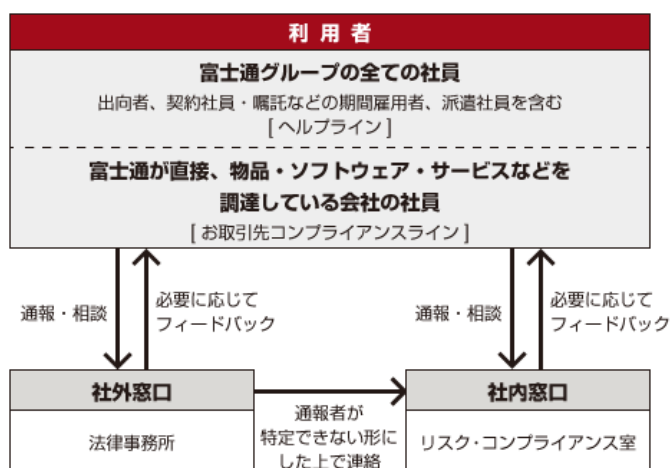 利用者
富士通グループの全ての社員
出向者、契約社員・嘱託などの期間雇用者、派遣社員を含む
[ ヘルプライン ]
富士通が直接、物品・ソフトウェア・サービスなどを
調達している会社の社員
[ お取引先コンプライアンスライン ]
通報・相談
必要に応じて
フィードバック
通報・相談
必要に応じて
フィードバック
社外窓口
法律事務所
通報者が
特定できない形に
した上で連絡
社内窓口
リスク・コンプライアンス室